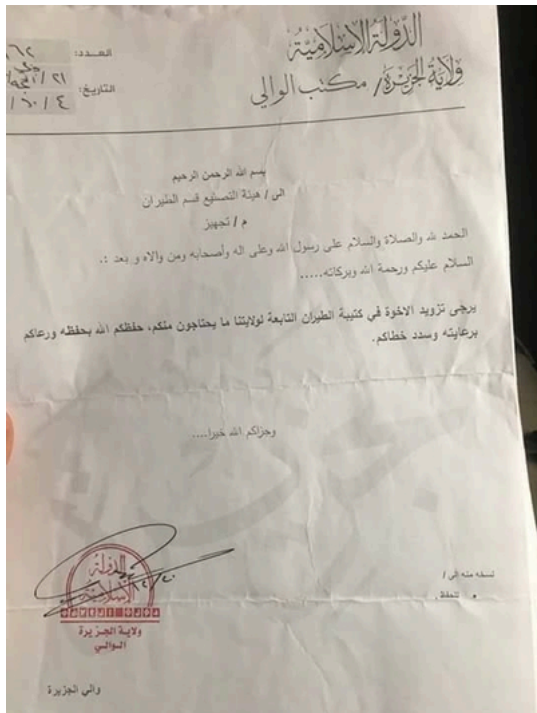 الدولة الإسلامية
ولاية الجزيرة/ مكتب الوالي
العدد:
التاريخ:
بسم الله الرحمن الرحيم
الى / هيئة التصنيع قسم الطيران
م / تجهيز
الحمد لله والصلاة والسلام على رسول الله وعلى اله وأصحابه ومن والاه و بعد :.
السلام عليكم ورحمة الله وبركاته.....
يرجى تزويد الاخوة في كتيبة الطيران التابعة لولايتنا ما يحتاجون منكم، حفظكم الله بحفظه ورعاكم
برعايته وسدد خطاكم.
وجزاكم الله خيرا....
نسخه منه الى /
• للحفظ .
الدولة
الإسلامية
ولاية الجزيرة
الوالي
والي الجزيرة